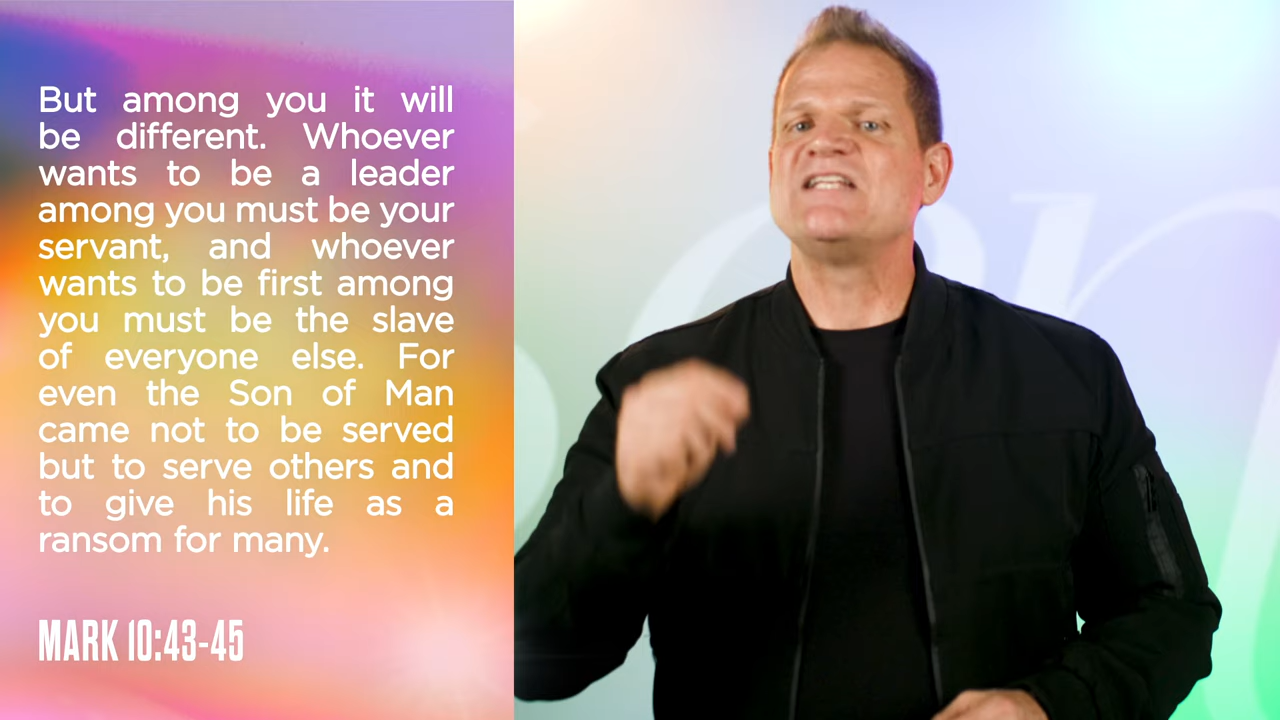 But among you it will
be different. Whoever
wants to be a leader
among you must be your
servant, and whoever
wants to be first among
you must be the slave
of everyone else. For
even the Son of Man
came not to be served
but to serve others and
to give his life as a
ransom for many.
MARK 10:43-45